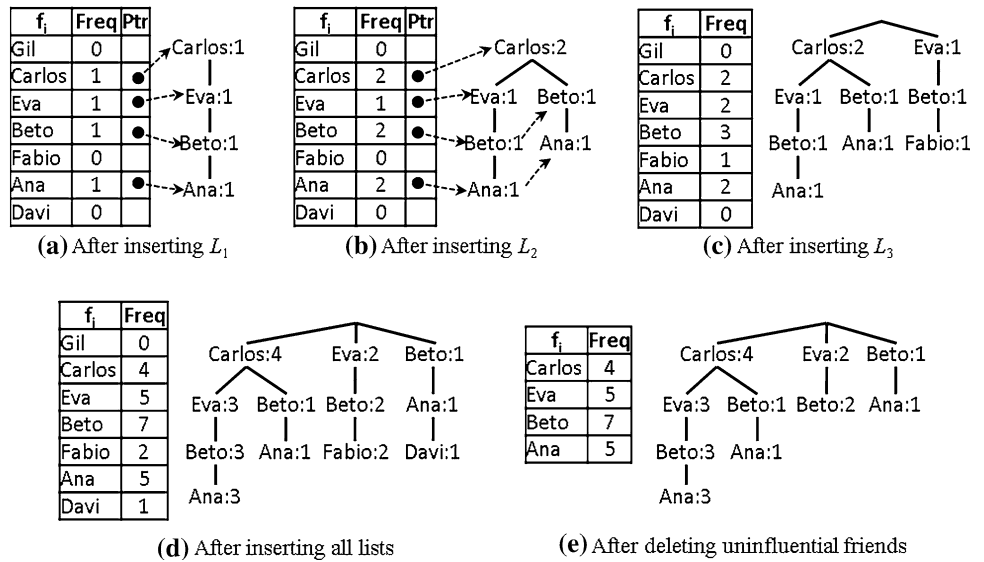 fi Freq Ptr
Gil 0
Carlos 1
Eva 1
Beto 1
Fabio 0
Ana 1
Davi 0
Carlos:1
Eva:1
Beto:1
Ana:1
(a) After inserting L1
fi Freq Ptr
Gil 0
Carlos 2
Eva 1
Beto 2
Fabio 0
Ana 2
Davi 0
Carlos:2
Eva:1 Beto:1
Beto:1 Ana:1
Ana:1
(b) After inserting L2
fi Freq
Gil 0
Carlos 2
Eva 2
Beto 3
Fabio 1
Ana 2
Davi 0
Carlos:2 Eva:1
Eva:1 Beto:1 Beto:1
Beto:1 Ana:1 Fabio:1
Ana:1
(c) After inserting L3
fi Freq
Gil 0
Carlos 4
Eva 5
Beto 7
Fabio 2
Ana 5
Davi 1
Carlos:4 Eva:2 Beto:1
Eva:3 Beto:1 Beto:2 Ana:1
Beto:3 Ana:1 Fabio:2 Davi:1
Ana:3
(d) After inserting all lists
fi Freq
Carlos 4
Eva 5
Beto 7
Ana 5
Carlos:4 Eva:2 Beto:1
Eva:3 Beto:1 Beto:2 Ana:1
Beto:3 Ana:1
Ana:3
(e) After deleting uninfluential friends